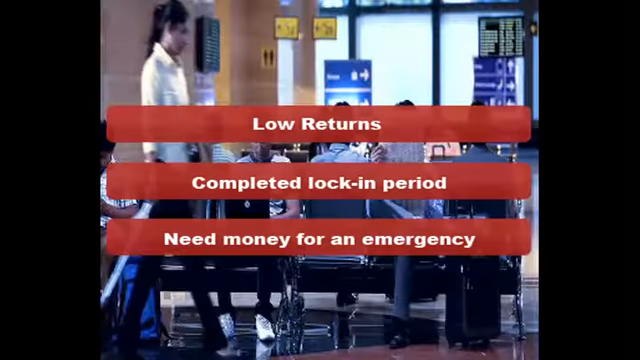 Low Returns
Completed lock-in period
Need money for an emergency